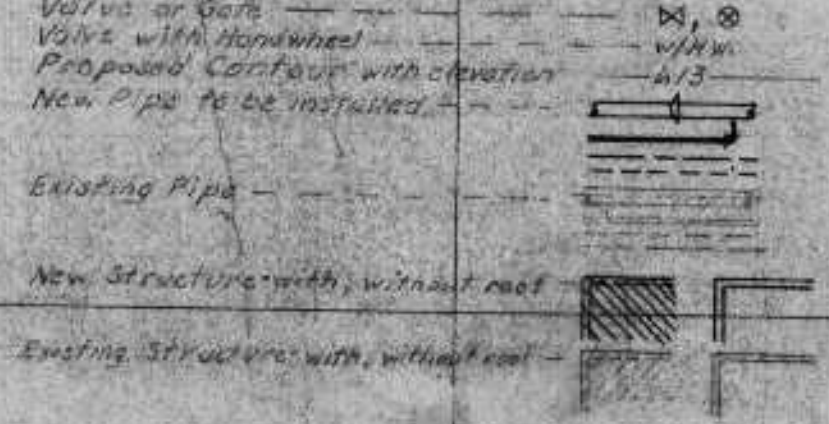 Valve or Gate
Valve with Handwheel w/H.W.
Proposed Contour with elevation 613
New Pipe to be installed
Existing Pipe
New Structure-with, without roof
Existing Structure-with, without roof